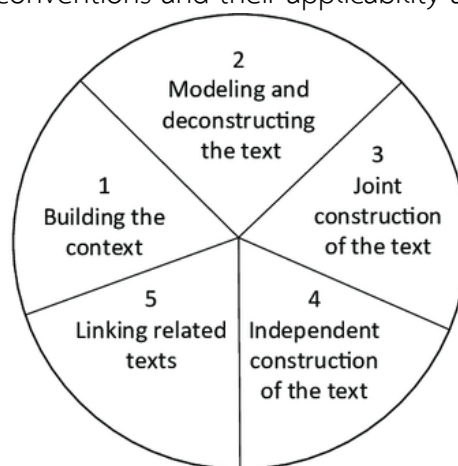 conventions and their applicability
2
Modeling and
deconstructing
the text
3
Joint
construction
of the text
1
Building the
context
5
Linking related
texts
4
Independent
construction
of the text